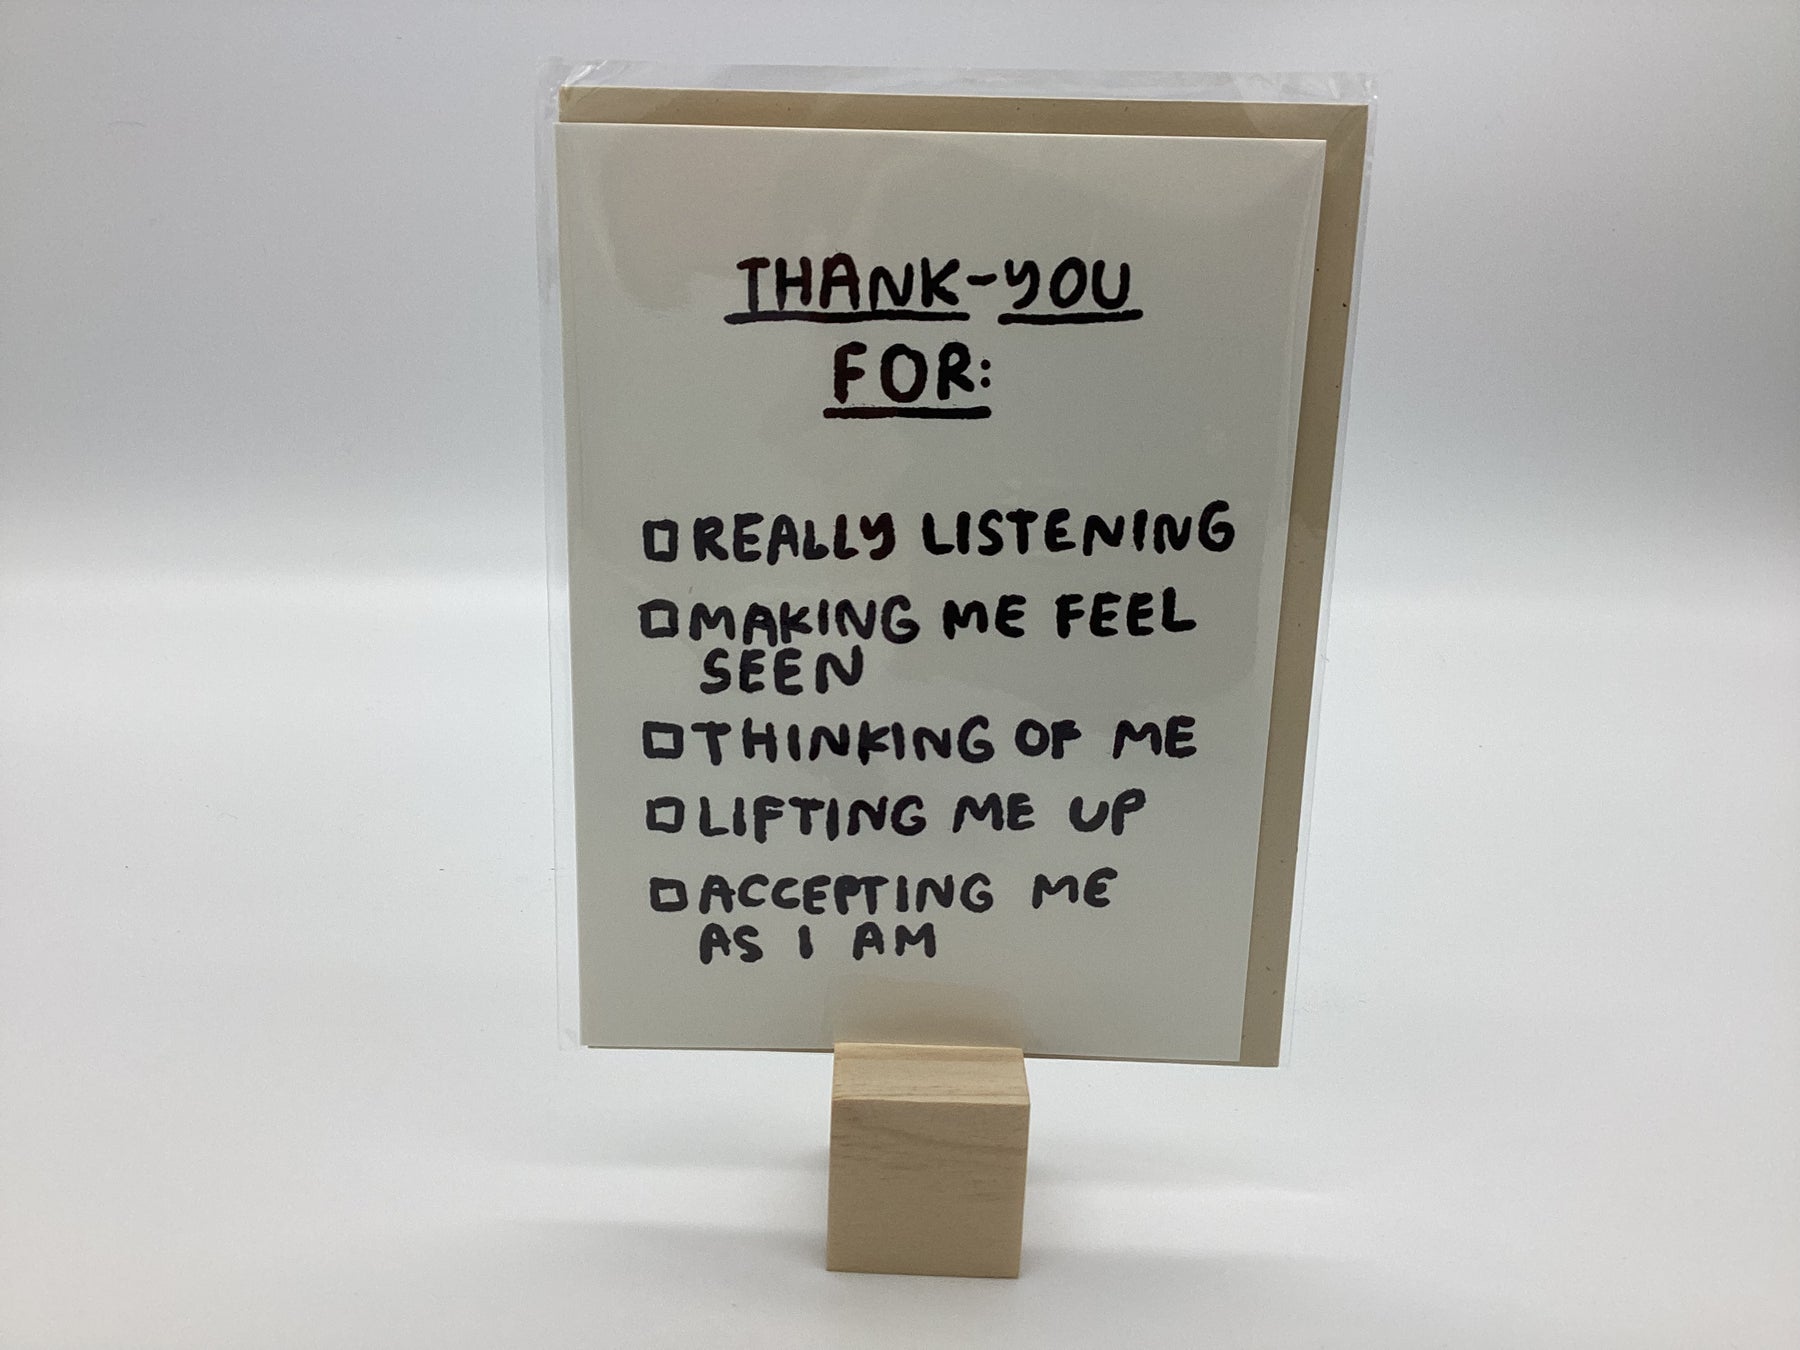 THANK-YOU
FOR:
REALLY LISTENING
MAKING ME FEEL
SEEN
THINKING OF ME
LIFTING ME UP
ACCEPTING ME
AS I AM